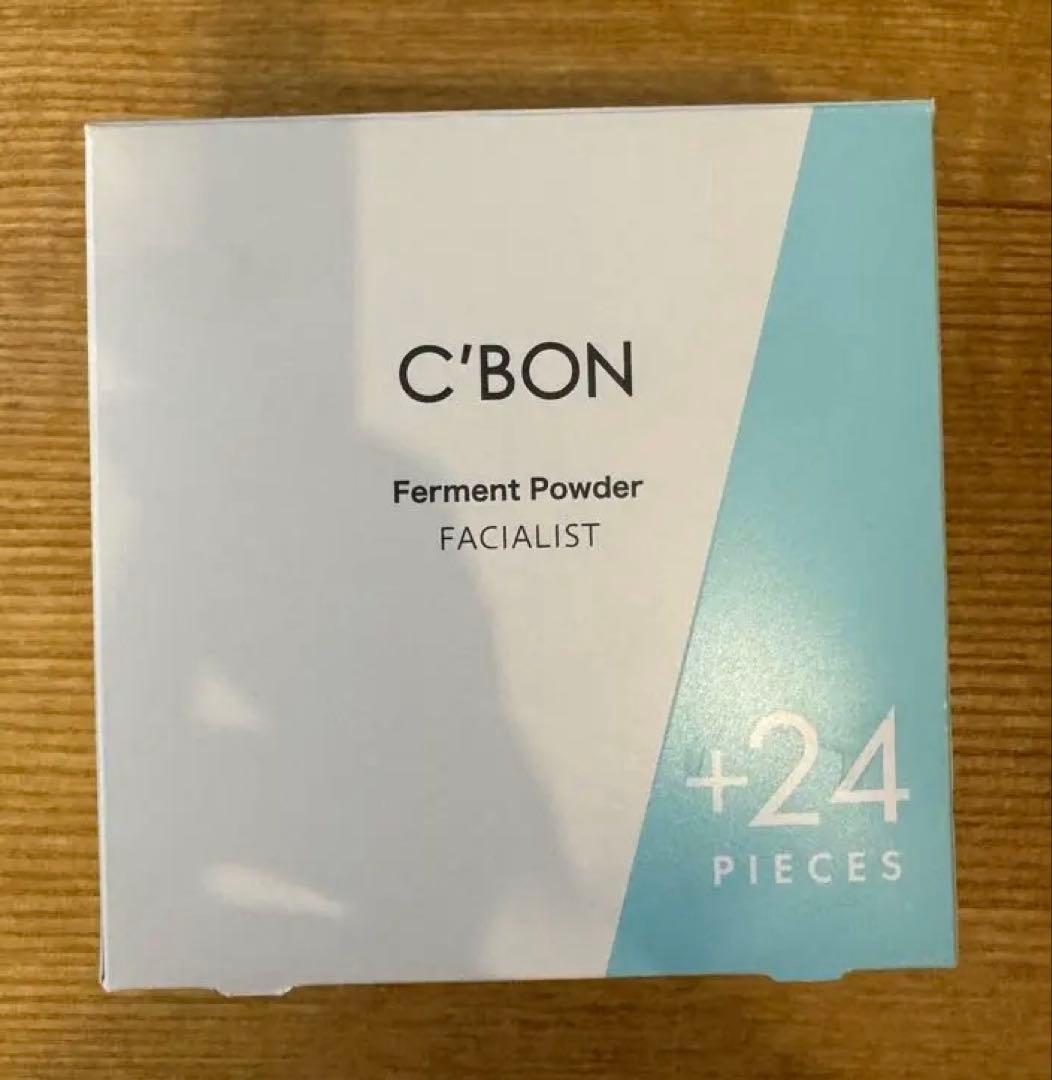 C'BON
Ferment Powder
FACIALIST
+24
PIECES